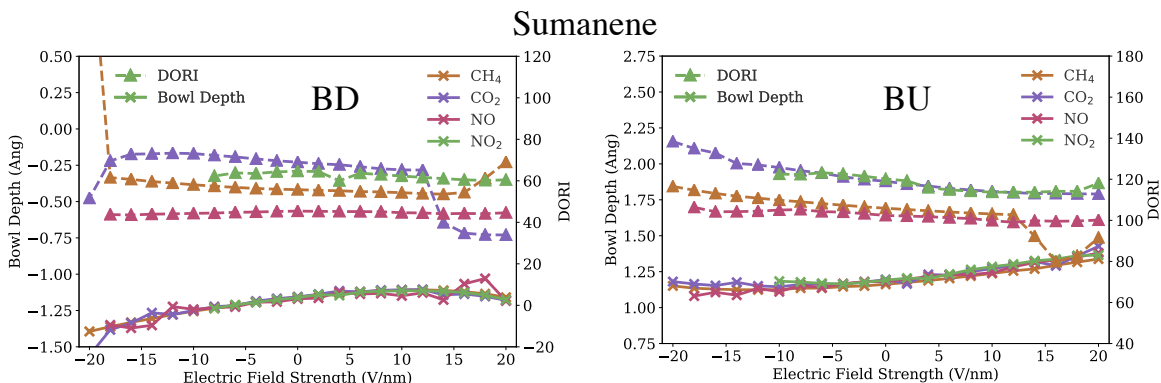 Sumanene
0.50
0.25
0.00
−0.25
−0.50
−0.75
−1.00
−1.25
−1.50
Bowl Depth (Ang)
DORI
Bowl Depth
BD
CH4
CO2
NO
NO2
120
100
80
60
40
20
0
−20
DORI
−20 −15 −10 −5 0 5 10 15 20
Electric Field Strength (V/nm)
2.75
2.50
2.25
2.00
1.75
1.50
1.25
1.00
0.75
Bowl Depth (Ang)
DORI
Bowl Depth
BU
CH4
CO2
NO
NO2
180
160
140
120
100
80
60
40
DORI
−20 −15 −10 −5 0 5 10 15 20
Electric Field Strength (V/nm)